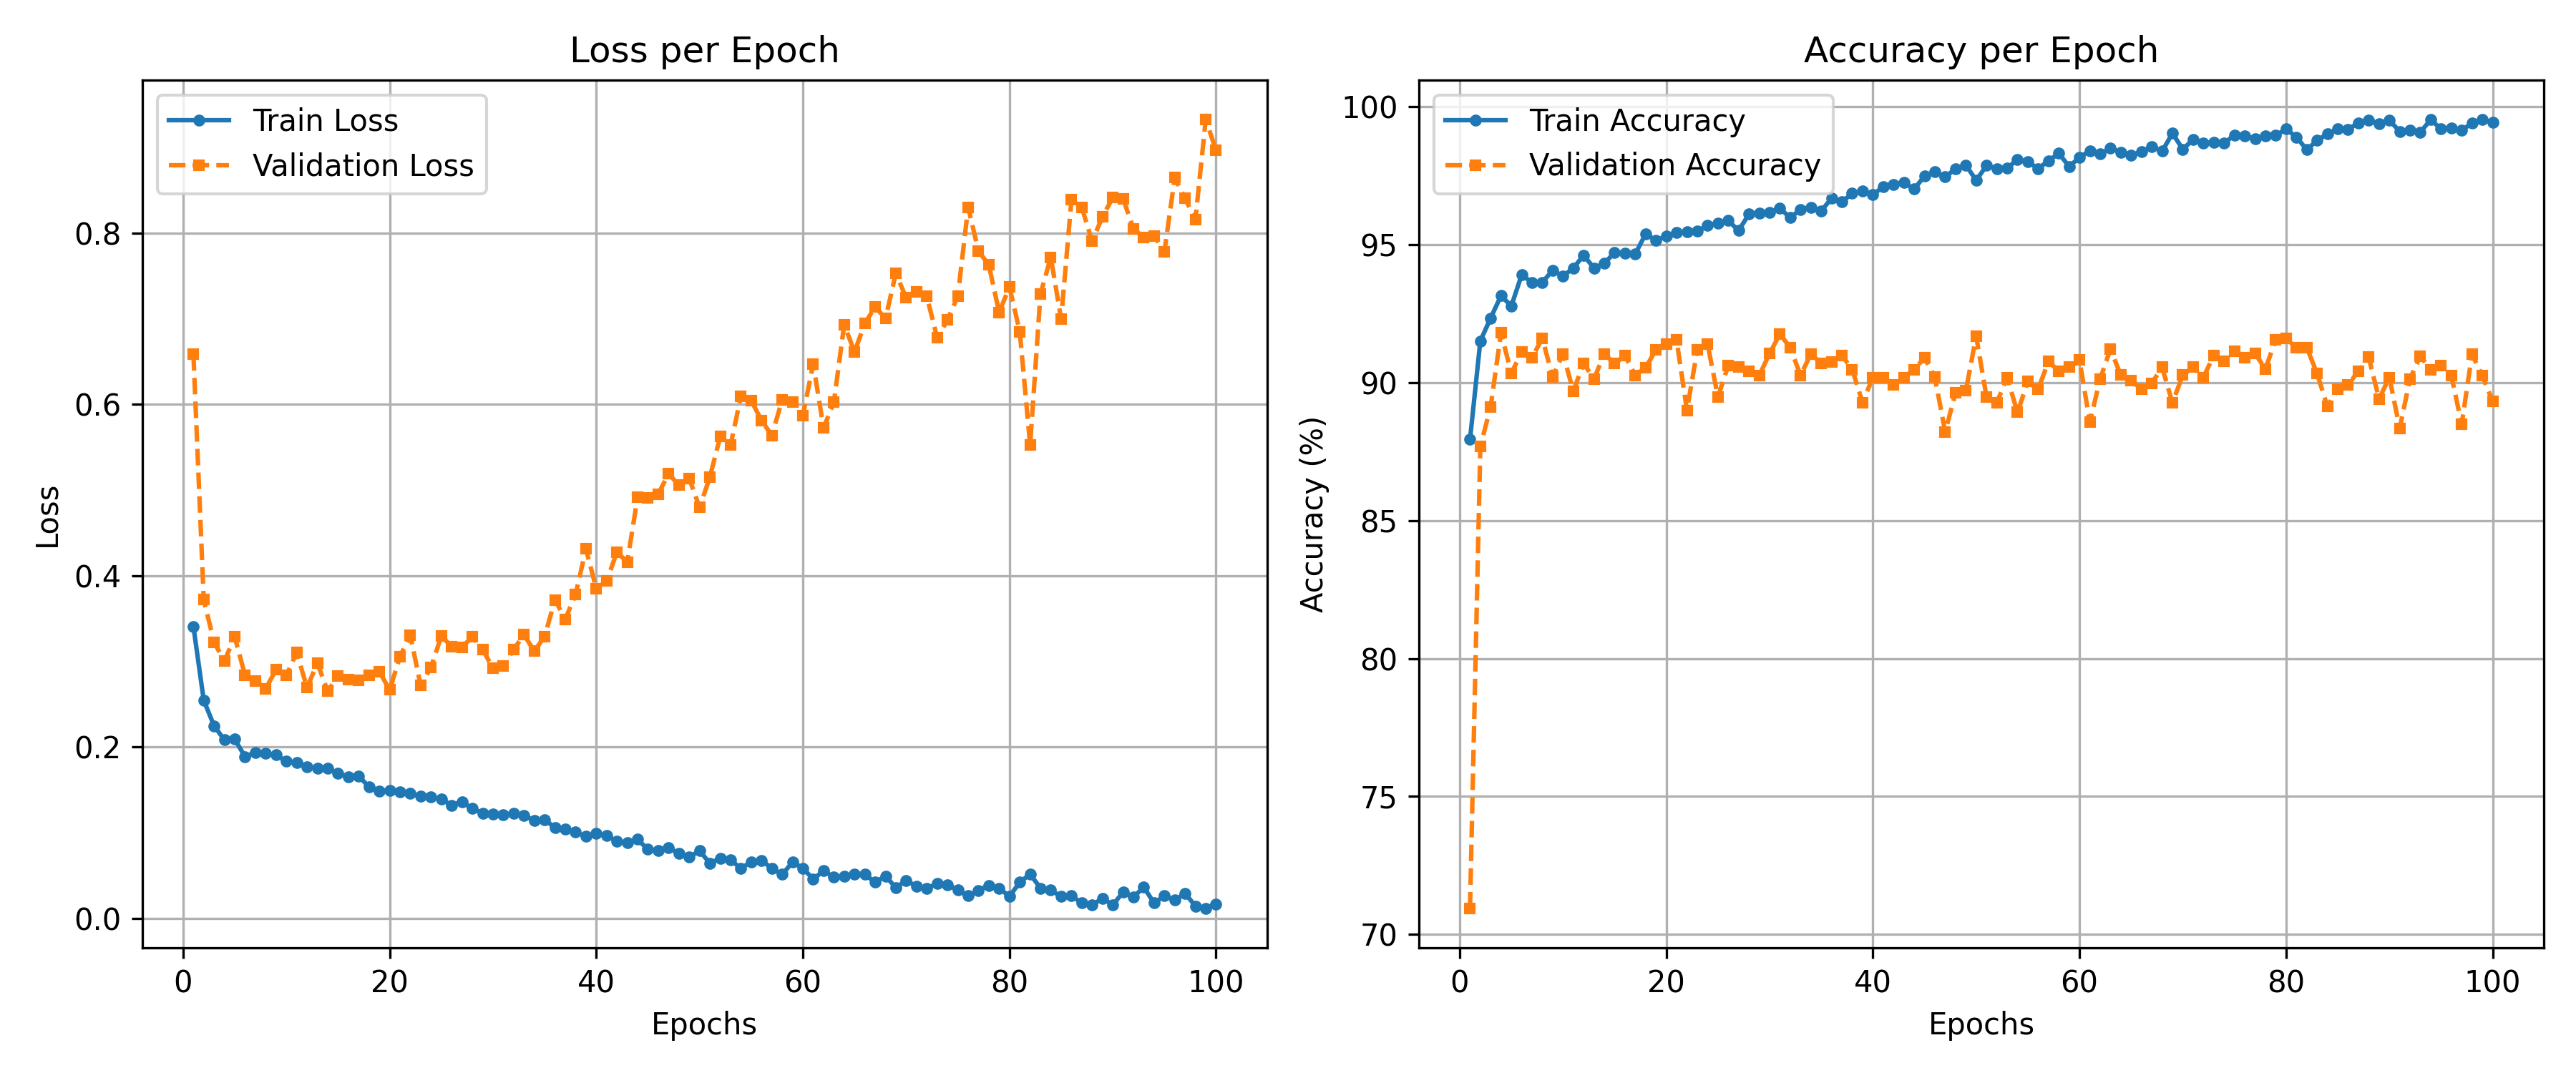 Loss per Epoch
Train Loss
Validation Loss
Loss
0.8
0.6
0.4
0.2
0.0
0 20 40 60 80 100
Epochs
Accuracy per Epoch
Train Accuracy
Validation Accuracy
Accuracy (%)
100
95
90
85
80
75
70
0 20 40 60 80 100
Epochs